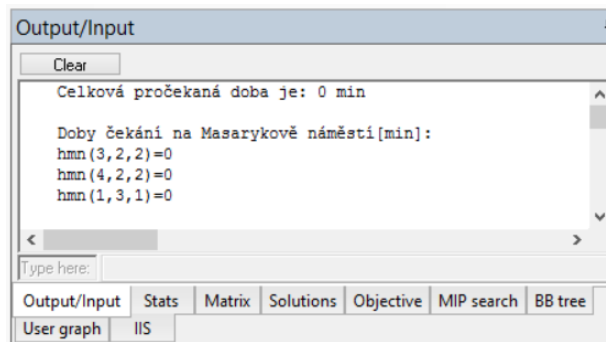 Output/Input
Clear
Celková pročekaná doba je: 0 min
Doby čekání na Masarykově náměstí[min]:
hmn(3,2,2)=0
hmn(4,2,2)=0
hmn(1,3,1)=0
Type here:
Output/Input Stats Matrix Solutions Objective MIP search BB tree
User graph IIS